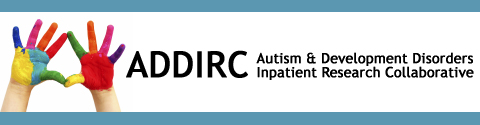 ADDIRC
Autism & Development Disorders
Inpatient Research Collaborative